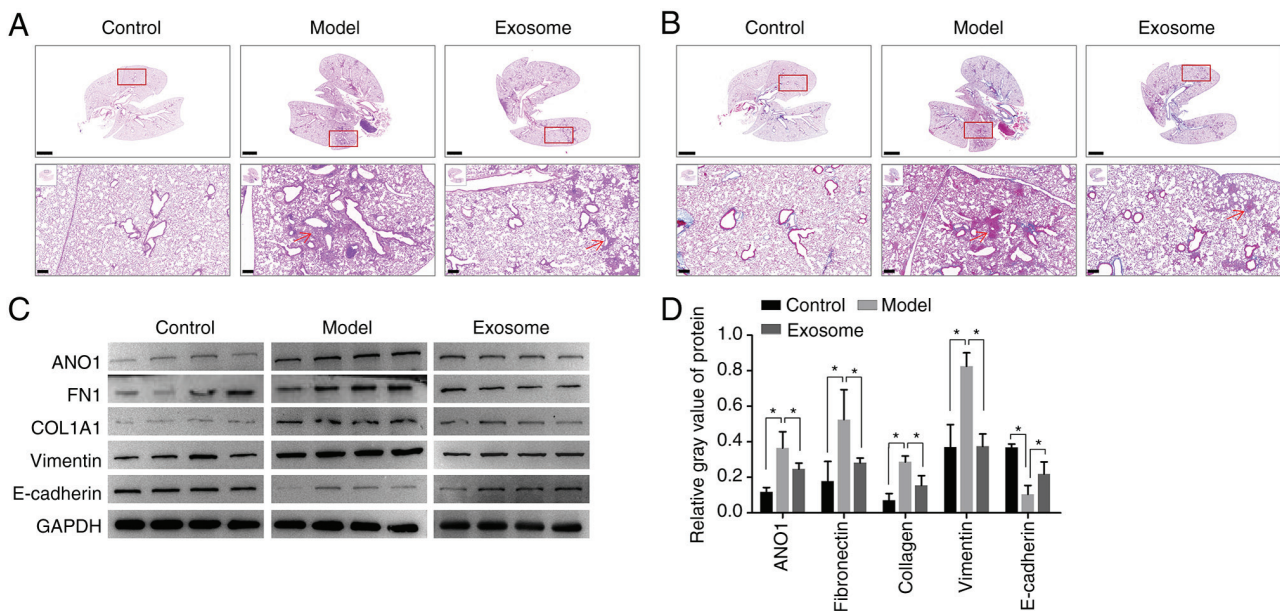 A
Control
Model
Exosome
B
Control
Model
Exosome
C
Control
Model
Exosome
ANO1
FN1
COL1A1
Vimentin
E-cadherin
GAPDH
D
Control
Model
Exosome
Relative gray value of protein
1.0
0.8
0.6
0.4
0.2
0.0
* *
* *
* *
* *
* *
ANO1
Fibronectin
Collagen
Vimentin
E-cadherin